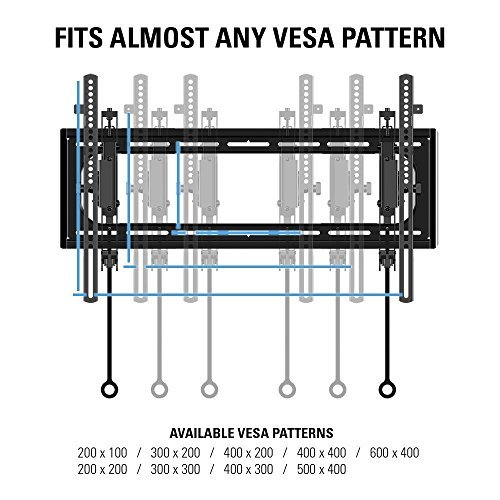 FITS ALMOST ANY VESA PATTERN
AVAILABLE VESA PATTERNS
200 x 100 / 300 x 200 / 400 x 200 / 400 x 400 / 600 x 400
200 x 200 / 300 x 300 / 400 x 300 / 500 x 400